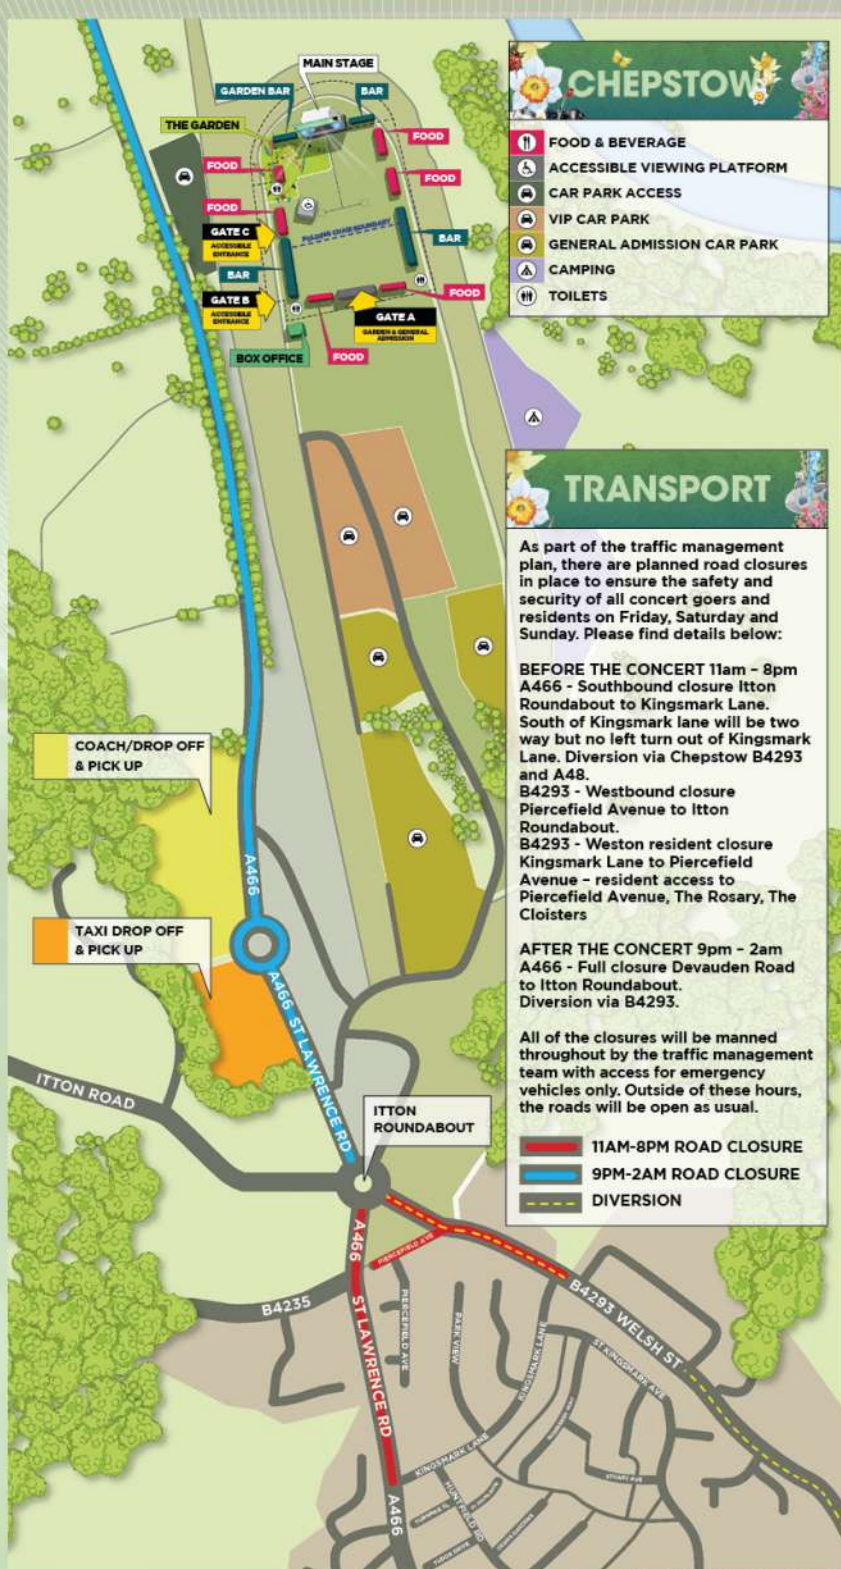 MAIN STAGE
GARDEN BAR
BAR
THE GARDEN
FOOD
FOOD
FOOD
FOOD
GATE C
ACCESSIBLE
ENTRANCE
FOLDING CHAIR BOUNDARY
BAR
BAR
GATE B
ACCESSIBLE
ENTRANCE
FOOD
GATE A
GARDEN & GENERAL
ADMISSION
BOX OFFICE
FOOD
CHEPSTOW
FOOD & BEVERAGE
ACCESSIBLE VIEWING PLATFORM
CAR PARK ACCESS
VIP CAR PARK
GENERAL ADMISSION CAR PARK
CAMPING
TOILETS
TRANSPORT
As part of the traffic management
plan, there are planned road closures
in place to ensure the safety and
security of all concert goers and
residents on Friday, Saturday and
Sunday. Please find details below:
BEFORE THE CONCERT 11am – 8pm
A466 - Southbound closure Itton
Roundabout to Kingsmark Lane.
South of Kingsmark lane will be two
way but no left turn out of Kingsmark
Lane. Diversion via Chepstow B4293
and A48.
B4293 - Westbound closure
Piercefield Avenue to Itton
Roundabout.
B4293 - Weston resident closure
Kingsmark Lane to Piercefield
Avenue – resident access to
Piercefield Avenue, The Rosary, The
Cloisters
AFTER THE CONCERT 9pm – 2am
A466 - Full closure Devauden Road
to Itton Roundabout.
Diversion via B4293.
All of the closures will be manned
throughout by the traffic management
team with access for emergency
vehicles only. Outside of these hours,
the roads will be open as usual.
11AM-8PM ROAD CLOSURE
9PM-2AM ROAD CLOSURE
DIVERSION
COACH/DROP OFF
& PICK UP
A466
TAXI DROP OFF
& PICK UP
A466 ST LAWRENCE RD
ITTON ROAD
ITTON
ROUNDABOUT
A466 ST LAWRENCE RD
PIERCEFIELD AVE
B4235
PIERCEFIELD AVE
PARK VIEW
KINGSMARK LANE
B4293 WELSH ST
ST KINGSMARK AVE
KINGSMARK LANE
HUNTFIELD RD
STUART AVE
TUDOR DRIVE
A466